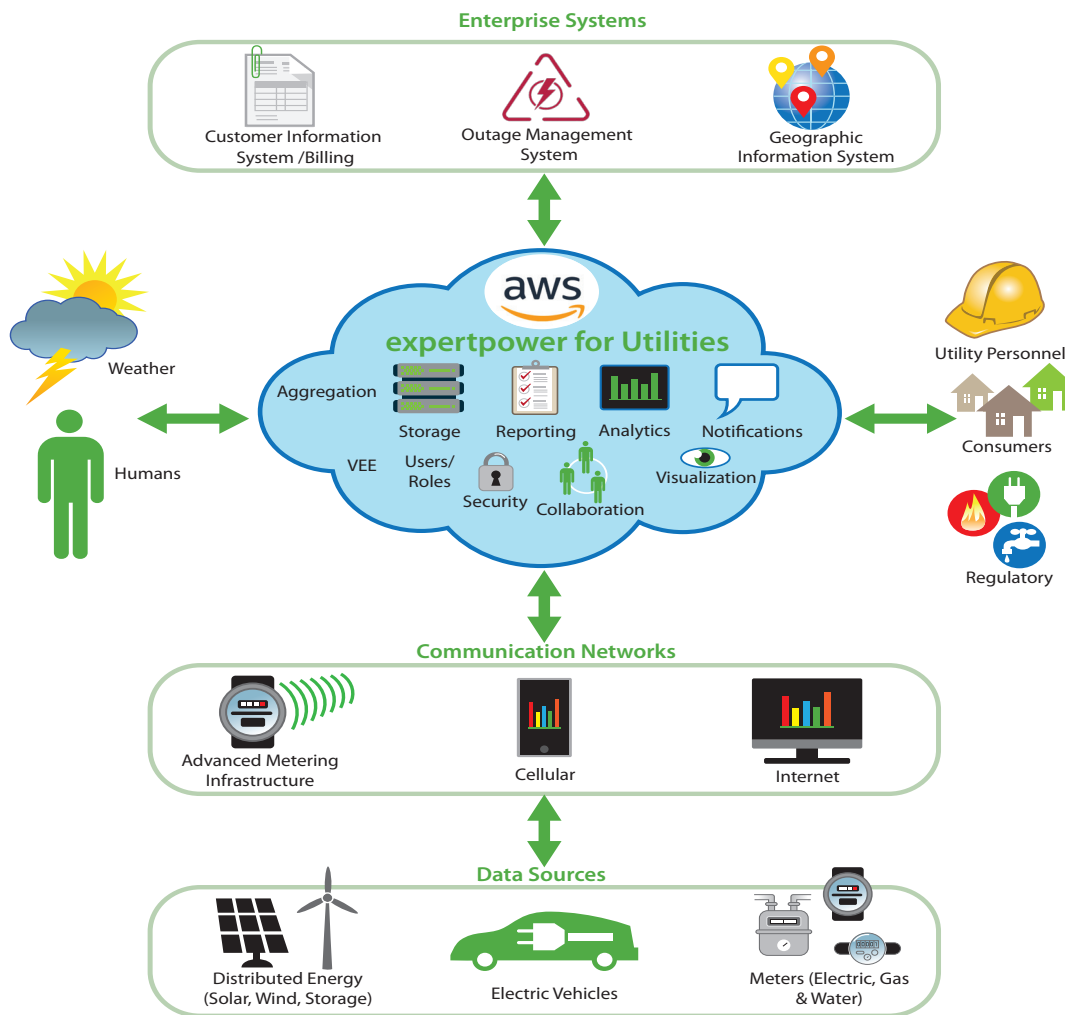 Enterprise Systems
Customer Information
System /Billing
Outage Management
System
Geographic
Information System
aws
expertpower for Utilities
Aggregation
Storage
Reporting
Analytics
Notifications
VEE
Users/
Roles
Security
Collaboration
Visualization
Weather
Humans
Utility Personnel
Consumers
Regulatory
Communication Networks
Advanced Metering
Infrastructure
Cellular
Internet
Data Sources
Distributed Energy
(Solar, Wind, Storage)
Electric Vehicles
Meters (Electric, Gas
& Water)